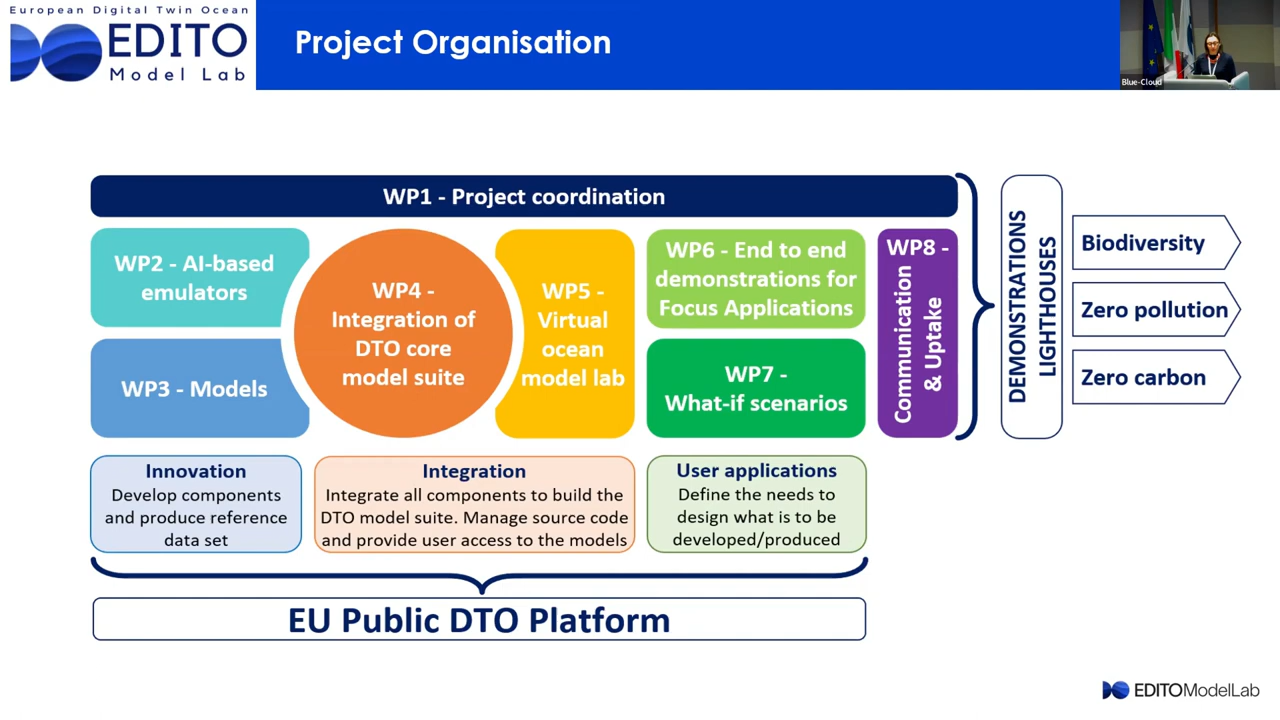 European Digital Twin Ocean
EDITO
Model Lab
Project Organisation
Blue-Cloud
WP1 - Project coordination
WP2 - AI-based
emulators
WP3 - Models
WP4 -
Integration of
DTO core
model suite
WP5 -
Virtual
ocean
model lab
WP6 - End to end
demonstrations for
Focus Applications
WP7 -
What-if scenarios
WP8 -
Communication
& Uptake
DEMONSTRATIONS
LIGHTHOUSES
Biodiversity
Zero pollution
Zero carbon
Innovation
Develop components
and produce reference
data set
Integration
Integrate all components to build the
DTO model suite. Manage source code
and provide user access to the models
User applications
Define the needs to
design what is to be
developed/produced
EU Public DTO Platform
EDITOModelLab